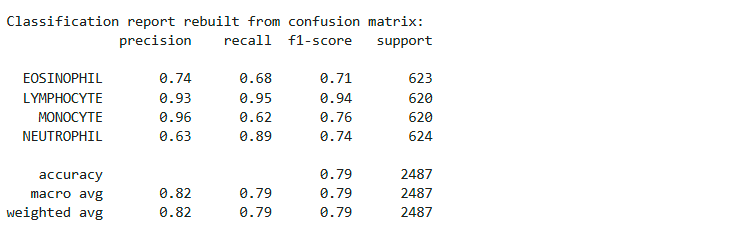 Classification report rebuilt from confusion matrix:
precision recall f1-score support
EOSINOPHIL 0.74 0.68 0.71 623
LYMPHOCYTE 0.93 0.95 0.94 620
MONOCYTE 0.96 0.62 0.76 620
NEUTROPHIL 0.63 0.89 0.74 624
accuracy 0.79 2487
macro avg 0.82 0.79 0.79 2487
weighted avg 0.82 0.79 0.79 2487